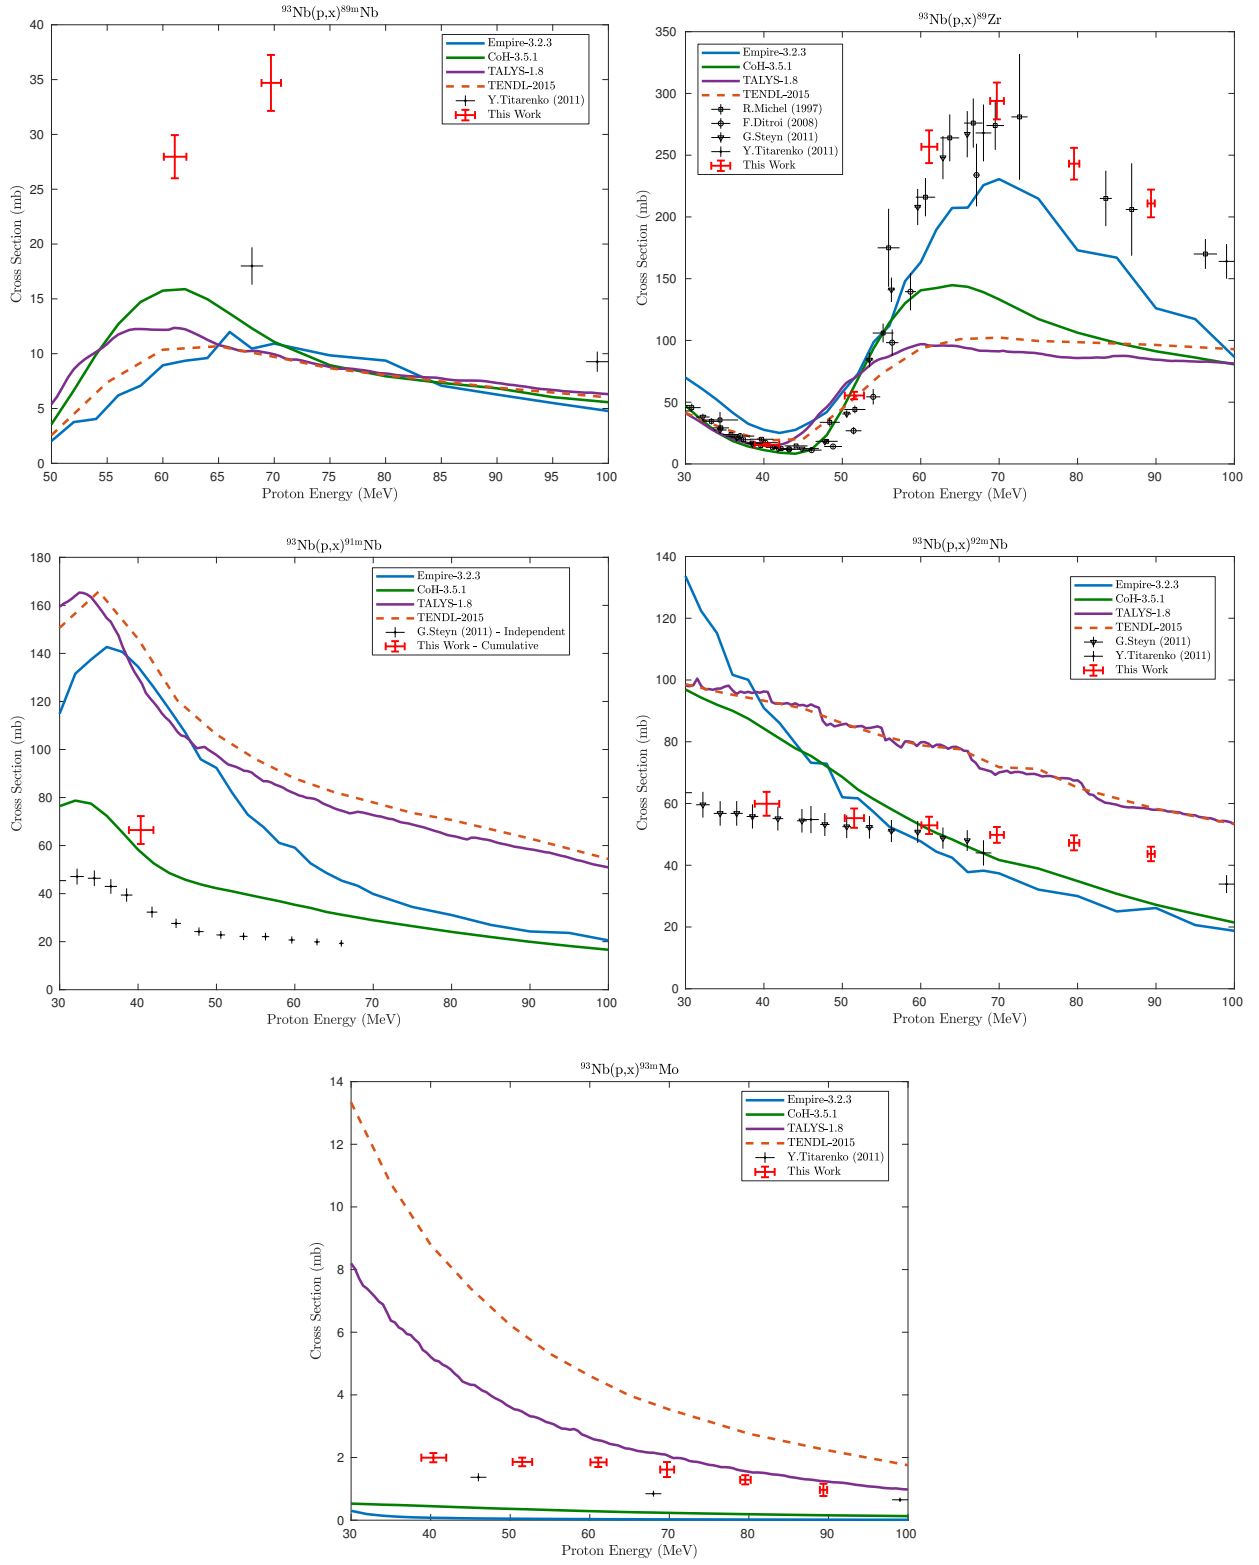 ⁹³Nb(p,x)⁸⁹ᵐNb
Cross Section (mb)
40
35
30
25
20
15
10
5
0
50 55 60 65 70 75 80 85 90 95 100
Proton Energy (MeV)
Empire-3.2.3
CoH-3.5.1
TALYS-1.8
TENDL-2015
Y.Titarenko (2011)
This Work
⁹³Nb(p,x)⁸⁹Zr
Cross Section (mb)
350
300
250
200
150
100
50
0
30 40 50 60 70 80 90 100
Proton Energy (MeV)
Empire-3.2.3
CoH-3.5.1
TALYS-1.8
TENDL-2015
R.Michel (1997)
F.Ditroi (2008)
G.Steyn (2011)
Y.Titarenko (2011)
This Work
⁹³Nb(p,x)⁹¹ᵐNb
Cross Section (mb)
180
160
140
120
100
80
60
40
20
0
30 40 50 60 70 80 90 100
Proton Energy (MeV)
Empire-3.2.3
CoH-3.5.1
TALYS-1.8
TENDL-2015
G.Steyn (2011) - Independent
This Work - Cumulative
⁹³Nb(p,x)⁹²ᵐNb
Cross Section (mb)
140
120
100
80
60
40
20
0
30 40 50 60 70 80 90 100
Proton Energy (MeV)
Empire-3.2.3
CoH-3.5.1
TALYS-1.8
TENDL-2015
G.Steyn (2011)
Y.Titarenko (2011)
This Work
⁹³Nb(p,x)⁹³ᵐMo
Cross Section (mb)
14
12
10
8
6
4
2
0
30 40 50 60 70 80 90 100
Proton Energy (MeV)
Empire-3.2.3
CoH-3.5.1
TALYS-1.8
TENDL-2015
Y.Titarenko (2011)
This Work